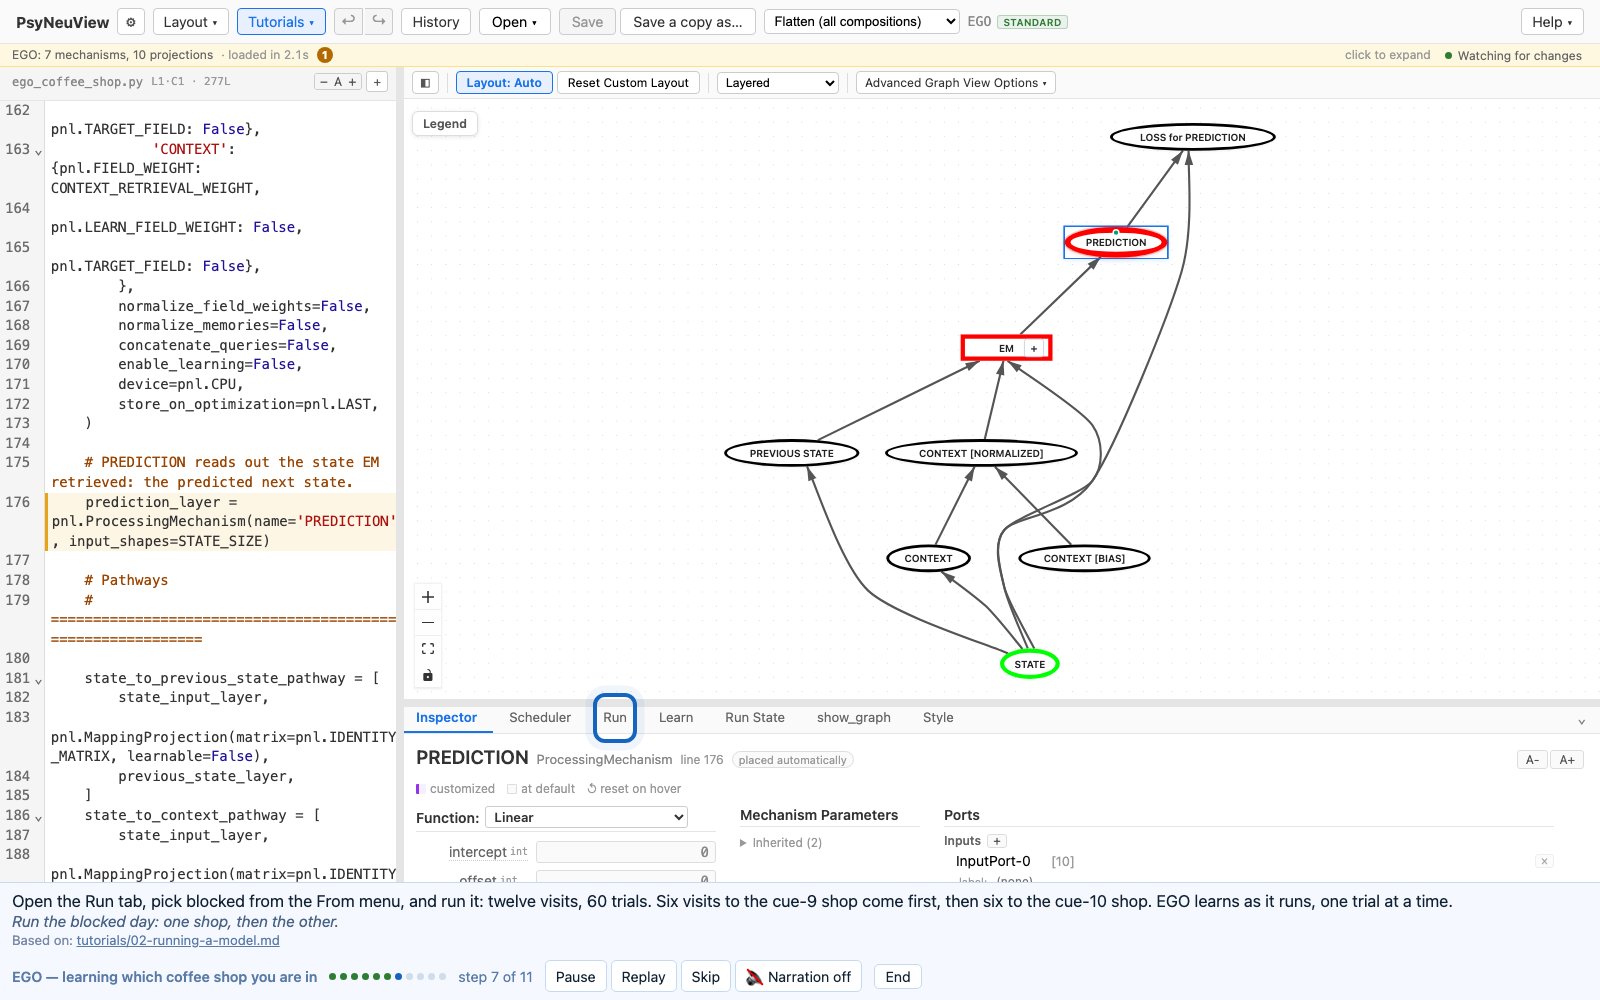 PsyNeuView
⚙
Layout ▾
Tutorials ▾
↩
↪
History
Open ▾
Save
Save a copy as...
Flatten (all compositions)
EGO STANDARD
Help ▾
EGO: 7 mechanisms, 10 projections · loaded in 2.1s 1
click to expand
Watching for changes
ego_coffee_shop.py L1·C1 · 277L
− A +
+
162
pnl.TARGET_FIELD: False},
163 'CONTEXT':
{pnl.FIELD_WEIGHT:
CONTEXT_RETRIEVAL_WEIGHT,
164
pnl.LEARN_FIELD_WEIGHT: False,
165
pnl.TARGET_FIELD: False},
166 },
167 normalize_field_weights=False,
168 normalize_memories=False,
169 concatenate_queries=False,
170 enable_learning=False,
171 device=pnl.CPU,
172 store_on_optimization=pnl.LAST,
173 )
174
175 # PREDICTION reads out the state EM
retrieved: the predicted next state.
176 prediction_layer =
pnl.ProcessingMechanism(name='PREDICTION'
, input_shapes=STATE_SIZE)
177
178 # Pathways
179 #
=========================================
==================
180
181 state_to_previous_state_pathway = [
182 state_input_layer,
183
pnl.MappingProjection(matrix=pnl.IDENTITY
_MATRIX, learnable=False),
184 previous_state_layer,
185 ]
186 state_to_context_pathway = [
187 state_input_layer,
188
pnl.MappingProjection(matrix=pnl.IDENTITY
Layout: Auto
Reset Custom Layout
Layered
Advanced Graph View Options ▾
Legend
LOSS for PREDICTION
PREDICTION
EM +
PREVIOUS STATE
CONTEXT [NORMALIZED]
CONTEXT
CONTEXT [BIAS]
STATE
Inspector
Scheduler
Run
Learn
Run State
show_graph
Style
PREDICTION ProcessingMechanism line 176 placed automatically
A-
A+
customized
at default
reset on hover
Function: Linear
intercept int 0
offset int 0
Mechanism Parameters
▶ Inherited (2)
Ports
Inputs +
InputPort-0 [10] x
label: (none)
Open the Run tab, pick blocked from the From menu, and run it: twelve visits, 60 trials. Six visits to the cue-9 shop come first, then six to the cue-10 shop. EGO learns as it runs, one trial at a time.
Run the blocked day: one shop, then the other.
Based on: tutorials/02-running-a-model.md
EGO — learning which coffee shop you are in
step 7 of 11
Pause
Replay
Skip
Narration off
End